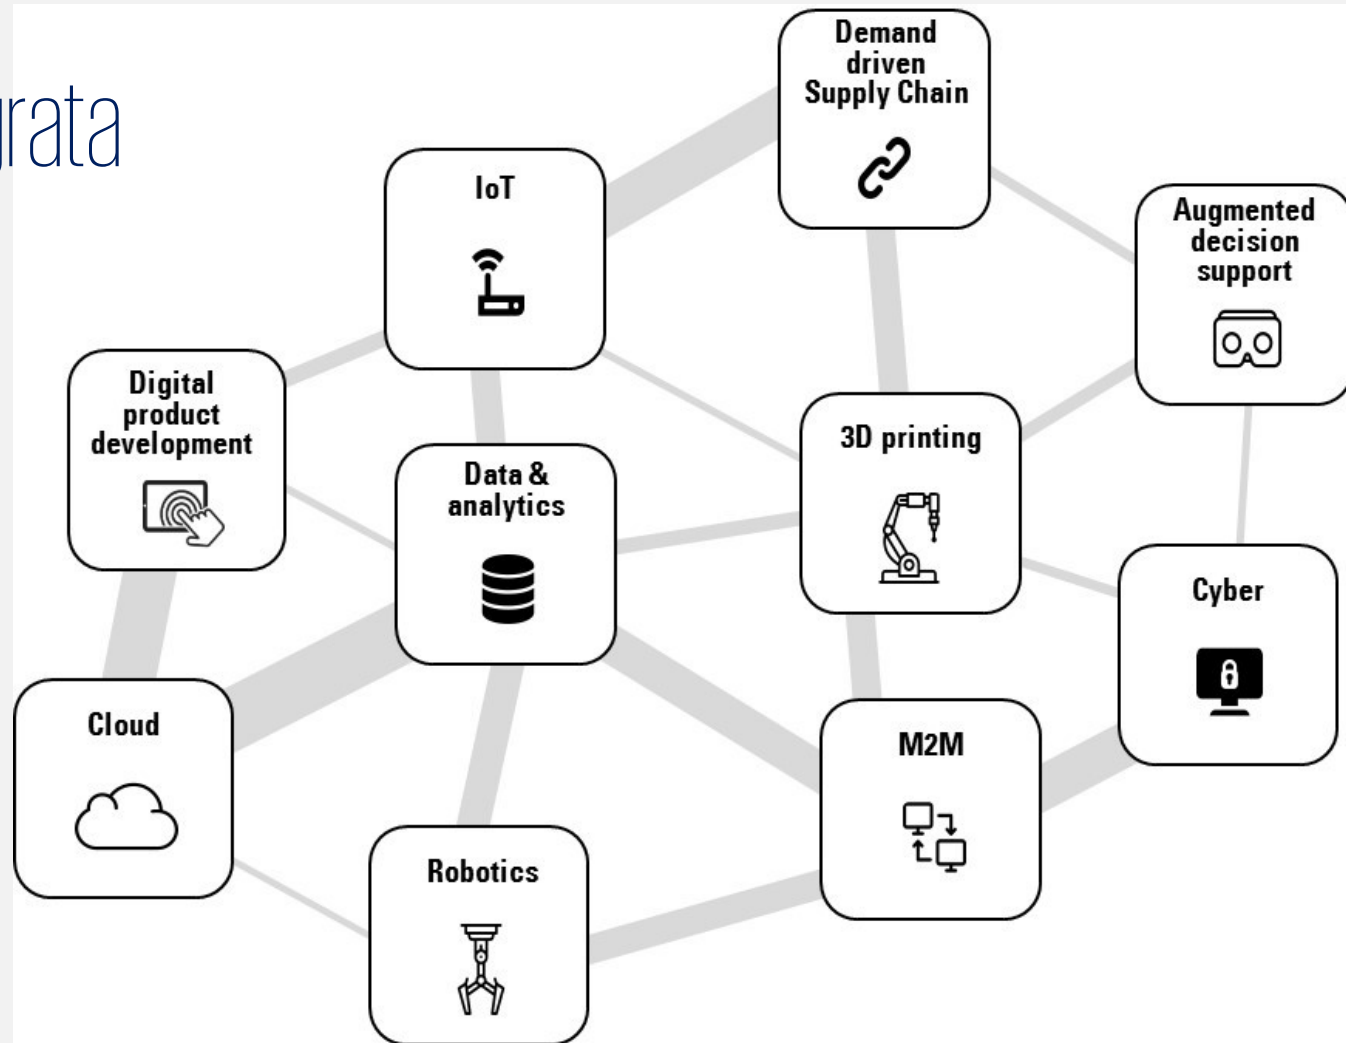 grata
Demand
driven
Supply Chain
IoT
Augmented
decision
support
Digital
product
development
3D printing
Data &
analytics
Cyber
Cloud
M2M
Robotics